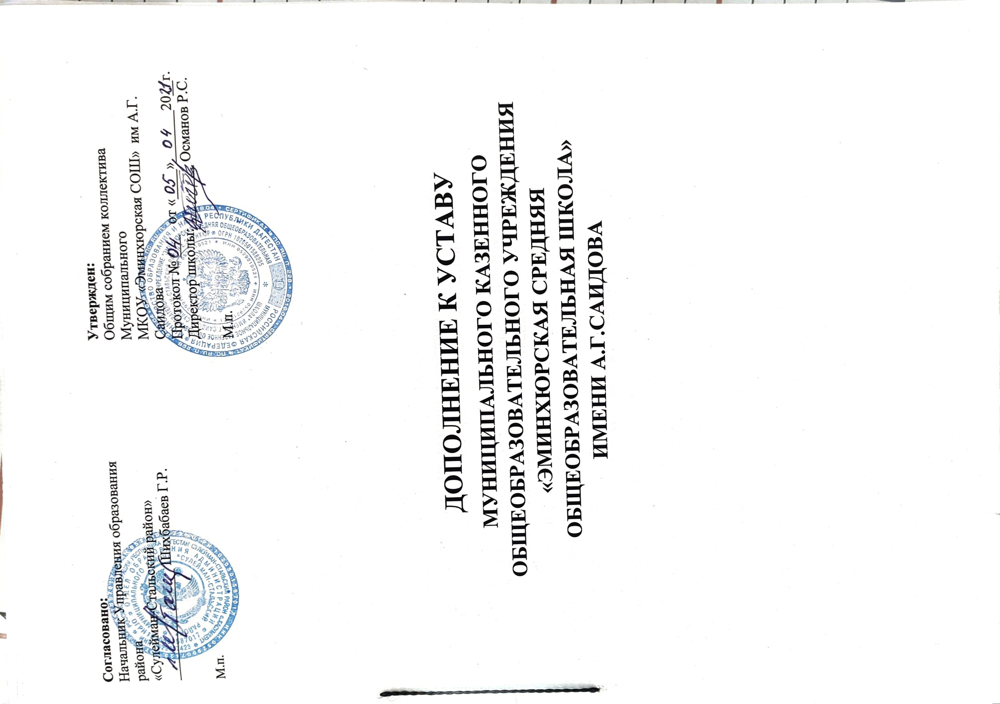 Согласовано:
Начальник Управления образования
района
«Сулейман-Стальский район»
Шихбабаев Г.Р.
М.п.
Утвержден:
Общим собранием коллектива
Муниципального
МКОУ «Эминхюрская СОШ» им А.Г.
Саидова
Протокол № 04 от « 05 » 04 2021г.
Директор школы: Османов Р.С.
М.п.
ДОПОЛНЕНИЕ К УСТАВУ
МУНИЦИПАЛЬНОГО КАЗЕННОГО
ОБЩЕОБРАЗОВАТЕЛЬНОГО УЧРЕЖДЕНИЯ
«ЭМИНХЮРСКАЯ СРЕДНЯЯ
ОБЩЕОБРАЗОВАТЕЛЬНАЯ ШКОЛА»
ИМЕНИ А.Г.САИДОВА